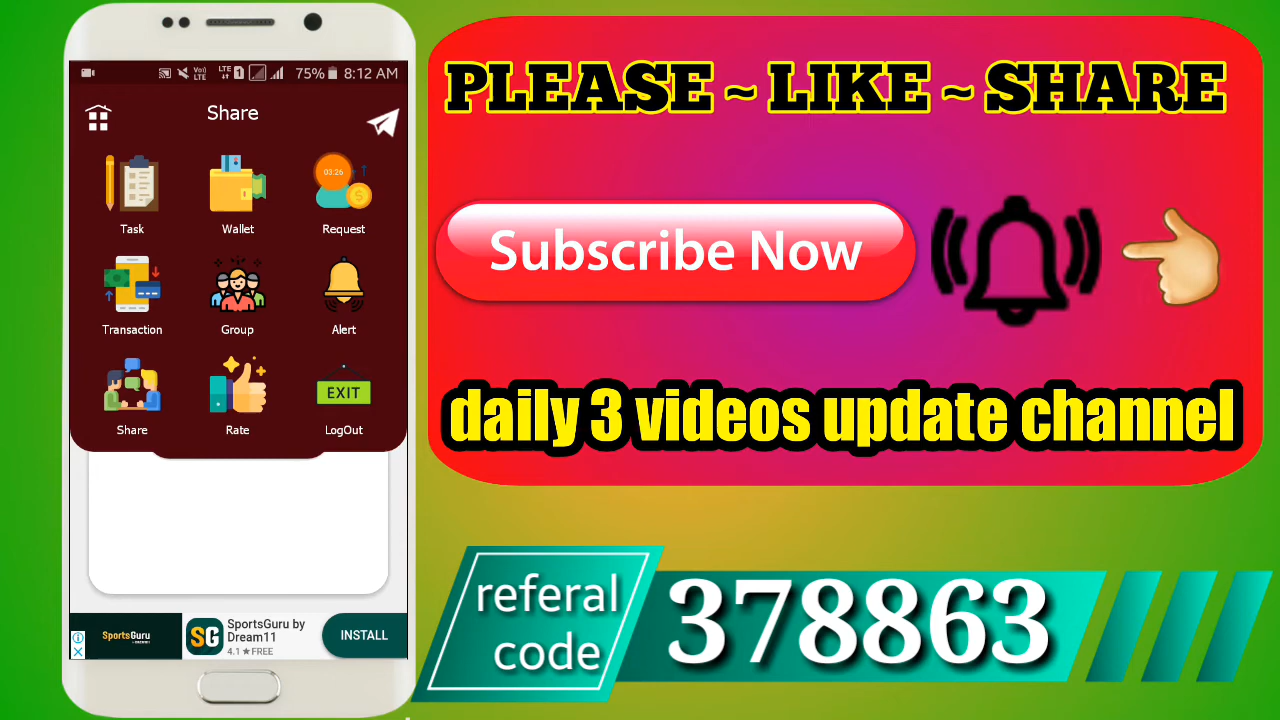 LTE 75% 8:12 AM
Share
03:26
Task Wallet Request
Transaction Group Alert
EXIT
Share Rate LogOut
SportsGuru
SG
SportsGuru by
Dream11
4.1 ★ FREE
INSTALL
PLEASE ~ LIKE ~ SHARE
Subscribe Now
daily 3 videos update channel
referal
code
378863